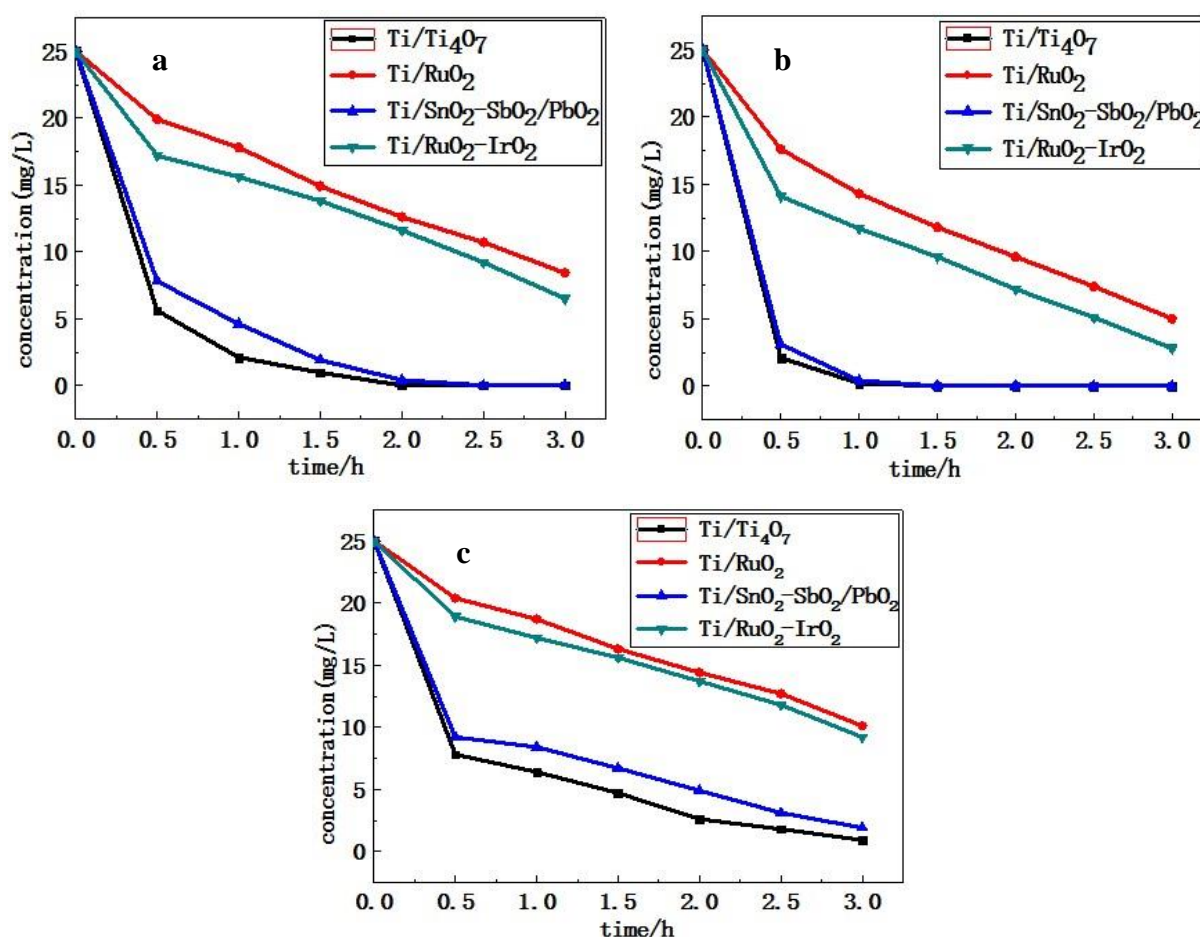 a
Ti/Ti₄O₇
Ti/RuO₂
Ti/SnO₂-SbO₂/PbO₂
Ti/RuO₂-IrO₂
concentration(mg/L)
25
20
15
10
5
0
0.0 0.5 1.0 1.5 2.0 2.5 3.0
time/h
b
Ti/Ti₄O₇
Ti/RuO₂
Ti/SnO₂-SbO₂/PbO₂
Ti/RuO₂-IrO₂
concentration(mg/L)
25
20
15
10
5
0
0.0 0.5 1.0 1.5 2.0 2.5 3.0
time/h
c
Ti/Ti₄O₇
Ti/RuO₂
Ti/SnO₂-SbO₂/PbO₂
Ti/RuO₂-IrO₂
concentration(mg/L)
25
20
15
10
5
0
0.0 0.5 1.0 1.5 2.0 2.5 3.0
time/h